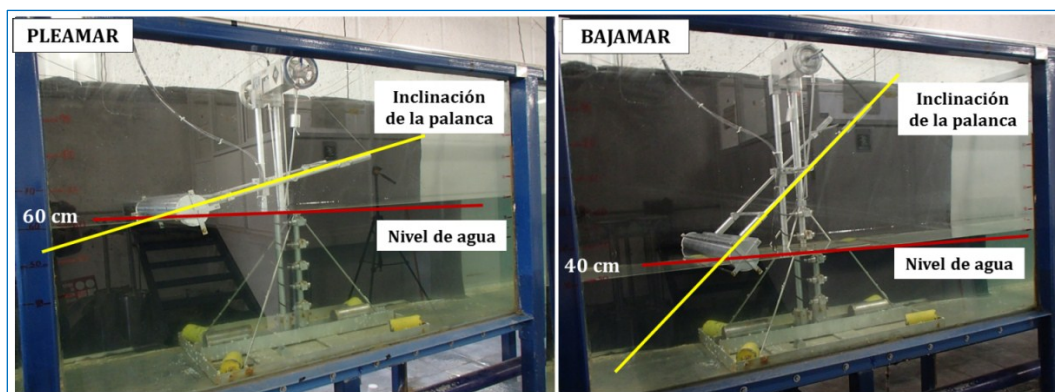 PLEAMAR
Inclinación
de la palanca
60 cm
Nivel de agua
BAJAMAR
Inclinación
de la palanca
40 cm
Nivel de agua